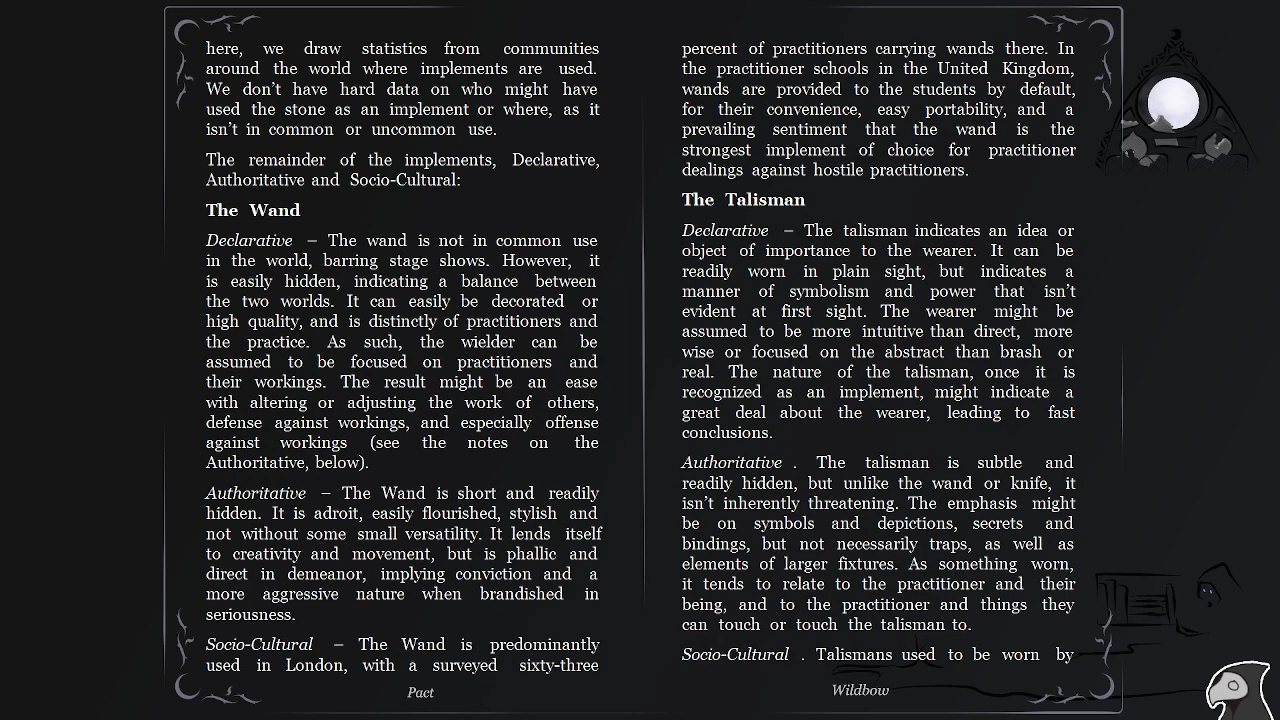 here, we draw statistics from communities
around the world where implements are used.
We don't have hard data on who might have
used the stone as an implement or where, as it
isn't in common or uncommon use.
The remainder of the implements, Declarative,
Authoritative and Socio-Cultural:
The Wand
Declarative – The wand is not in common use
in the world, barring stage shows. However, it
is easily hidden, indicating a balance between
the two worlds. It can easily be decorated or
high quality, and is distinctly of practitioners and
the practice. As such, the wielder can be
assumed to be focused on practitioners and
their workings. The result might be an ease
with altering or adjusting the work of others,
defense against workings, and especially offense
against workings (see the notes on the
Authoritative, below).
Authoritative – The Wand is short and readily
hidden. It is adroit, easily flourished, stylish and
not without some small versatility. It lends itself
to creativity and movement, but is phallic and
direct in demeanor, implying conviction and a
more aggressive nature when brandished in
seriousness.
Socio-Cultural – The Wand is predominantly
used in London, with a surveyed sixty-three
Pact
percent of practitioners carrying wands there. In
the practitioner schools in the United Kingdom,
wands are provided to the students by default,
for their convenience, easy portability, and a
prevailing sentiment that the wand is the
strongest implement of choice for practitioner
dealings against hostile practitioners.
The Talisman
Declarative – The talisman indicates an idea or
object of importance to the wearer. It can be
readily worn in plain sight, but indicates a
manner of symbolism and power that isn't
evident at first sight. The wearer might be
assumed to be more intuitive than direct, more
wise or focused on the abstract than brash or
real. The nature of the talisman, once it is
recognized as an implement, might indicate a
great deal about the wearer, leading to fast
conclusions.
Authoritative . The talisman is subtle and
readily hidden, but unlike the wand or knife, it
isn't inherently threatening. The emphasis might
be on symbols and depictions, secrets and
bindings, but not necessarily traps, as well as
elements of larger fixtures. As something worn,
it tends to relate to the practitioner and their
being, and to the practitioner and things they
can touch or touch the talisman to.
Socio-Cultural . Talismans used to be worn by
Wildbow